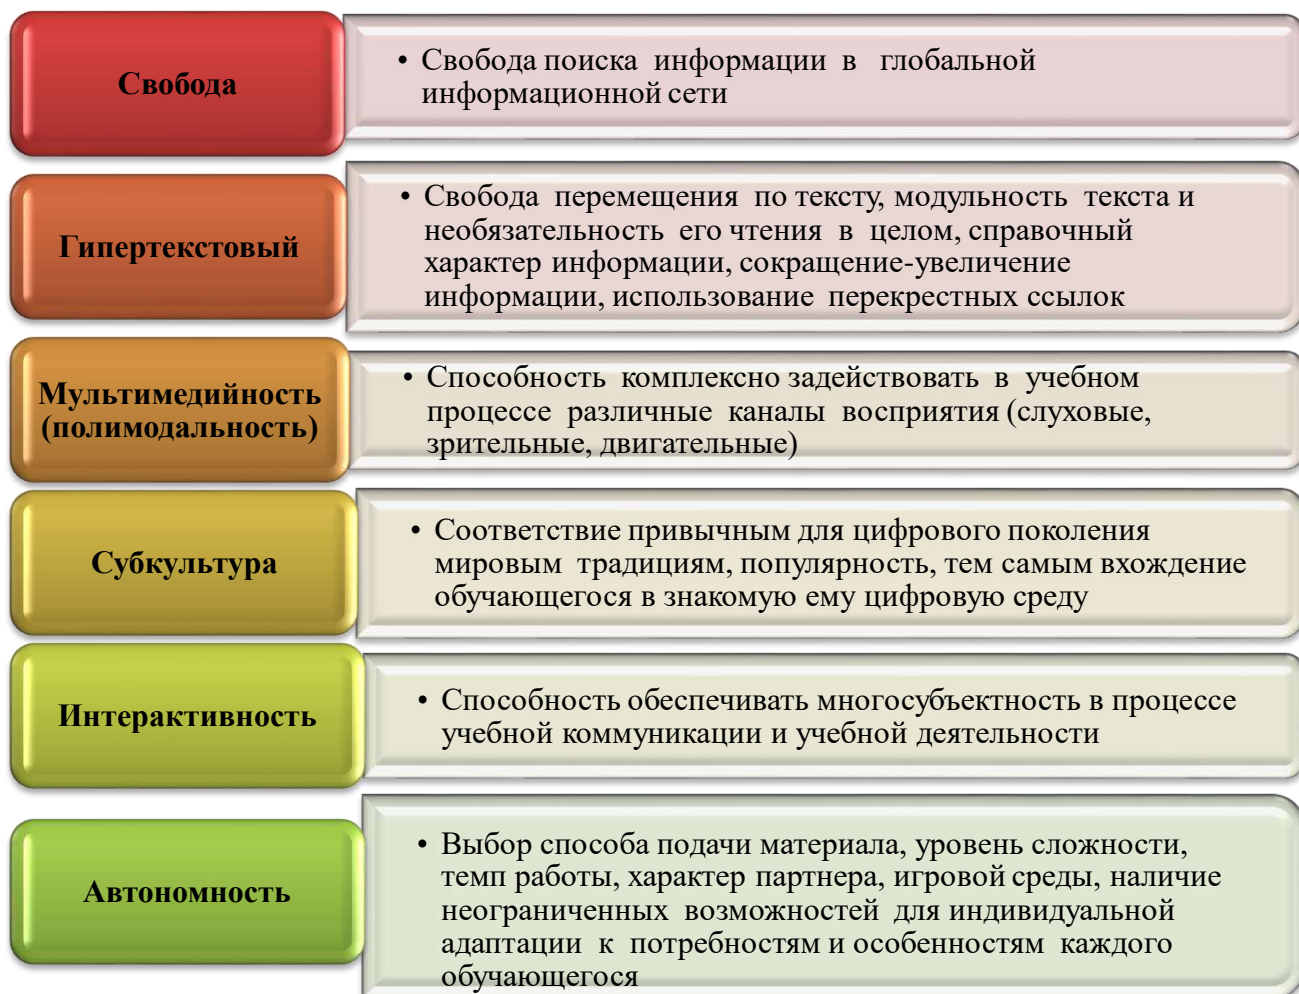 Свобода
• Свобода поиска информации в глобальной
информационной сети
Гипертекстовый
• Свобода перемещения по тексту, модульность текста и
необязательность его чтения в целом, справочный
характер информации, сокращение-увеличение
информации, использование перекрестных ссылок
Мультимедийность
(полимодальность)
• Способность комплексно задействовать в учебном
процессе различные каналы восприятия (слуховые,
зрительные, двигательные)
Субкультура
• Соответствие привычным для цифрового поколения
мировым традициям, популярность, тем самым вхождение
обучающегося в знакомую ему цифровую среду
Интерактивность
• Способность обеспечивать многосубъектность в процессе
учебной коммуникации и учебной деятельности
Автономность
• Выбор способа подачи материала, уровень сложности,
темп работы, характер партнера, игровой среды, наличие
неограниченных возможностей для индивидуальной
адаптации к потребностям и особенностям каждого
обучающегося